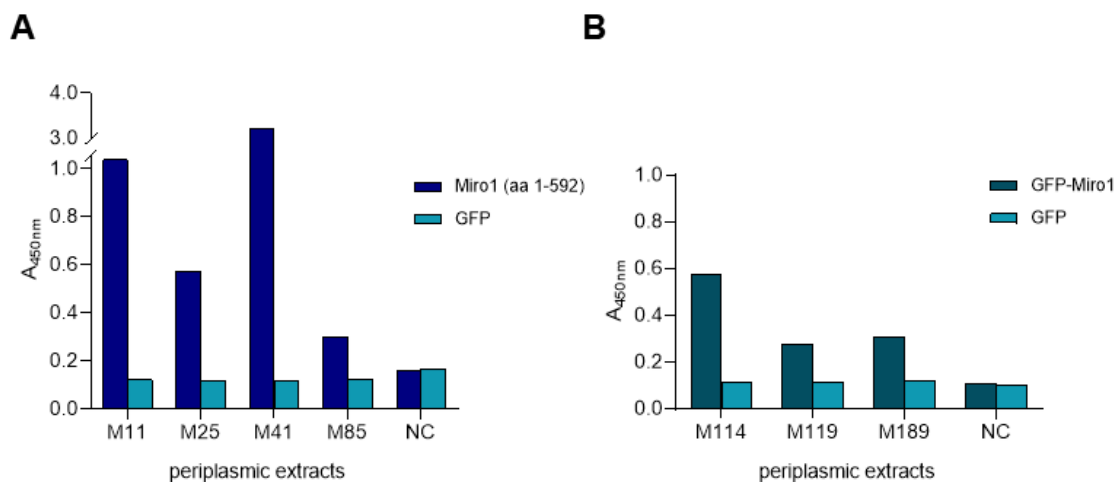 A
A450nm
4.0
3.0
1.0
0.8
0.6
0.4
0.2
0.0
M11 M25 M41 M85 NC
periplasmic extracts
Miro1 (aa 1-592)
GFP
B
A450nm
1.0
0.8
0.6
0.4
0.2
0.0
M114 M119 M189 NC
periplasmic extracts
GFP-Miro1
GFP